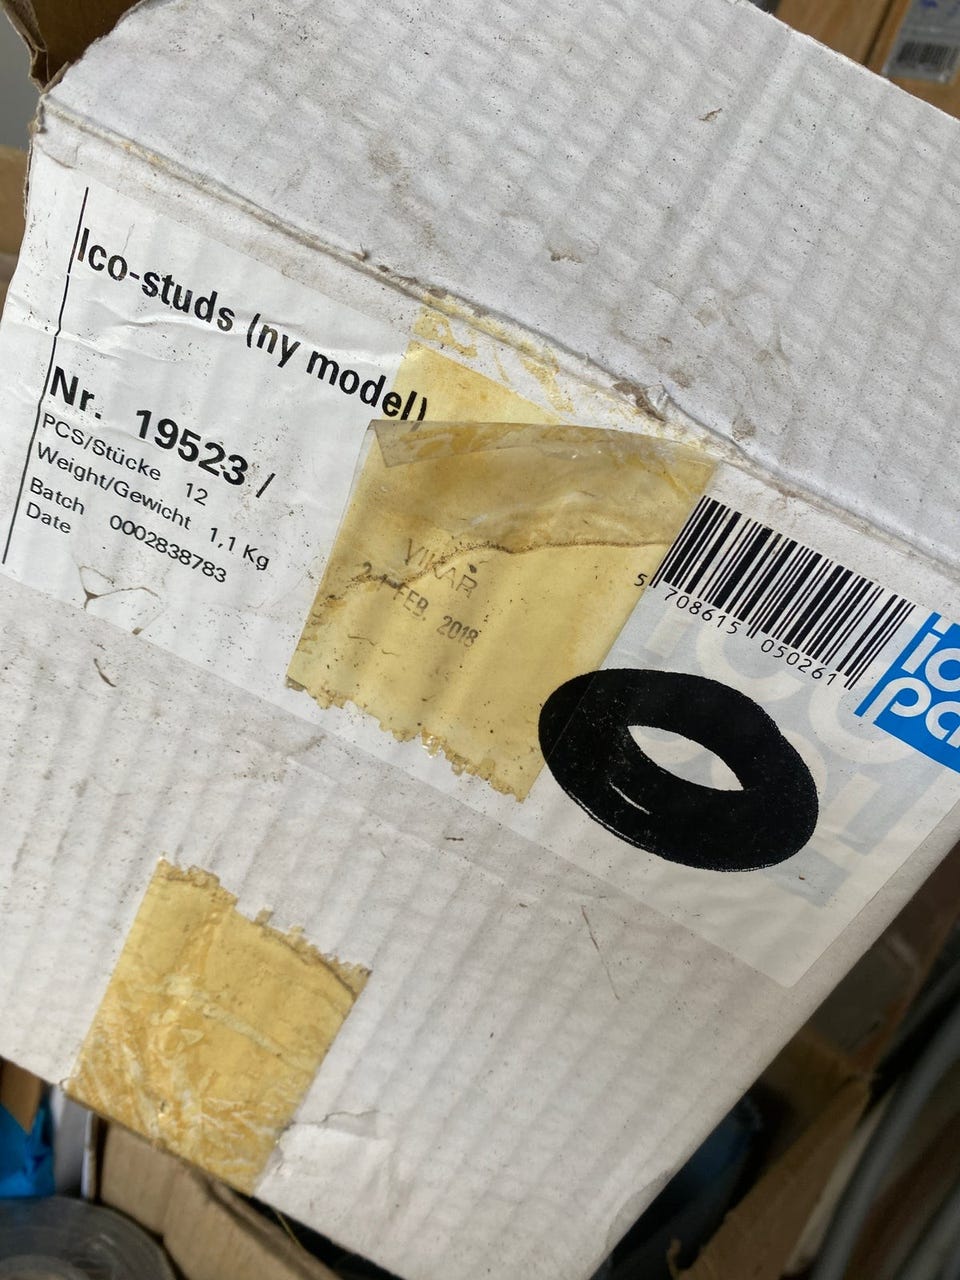 Ico-studs (ny model)
Nr. 19523 /
PCS/Stücke 12
Weight/Gewicht 1,1 Kg
Batch 0002838783
Date
VIKAR
FEB. 2018
5 708615 050261